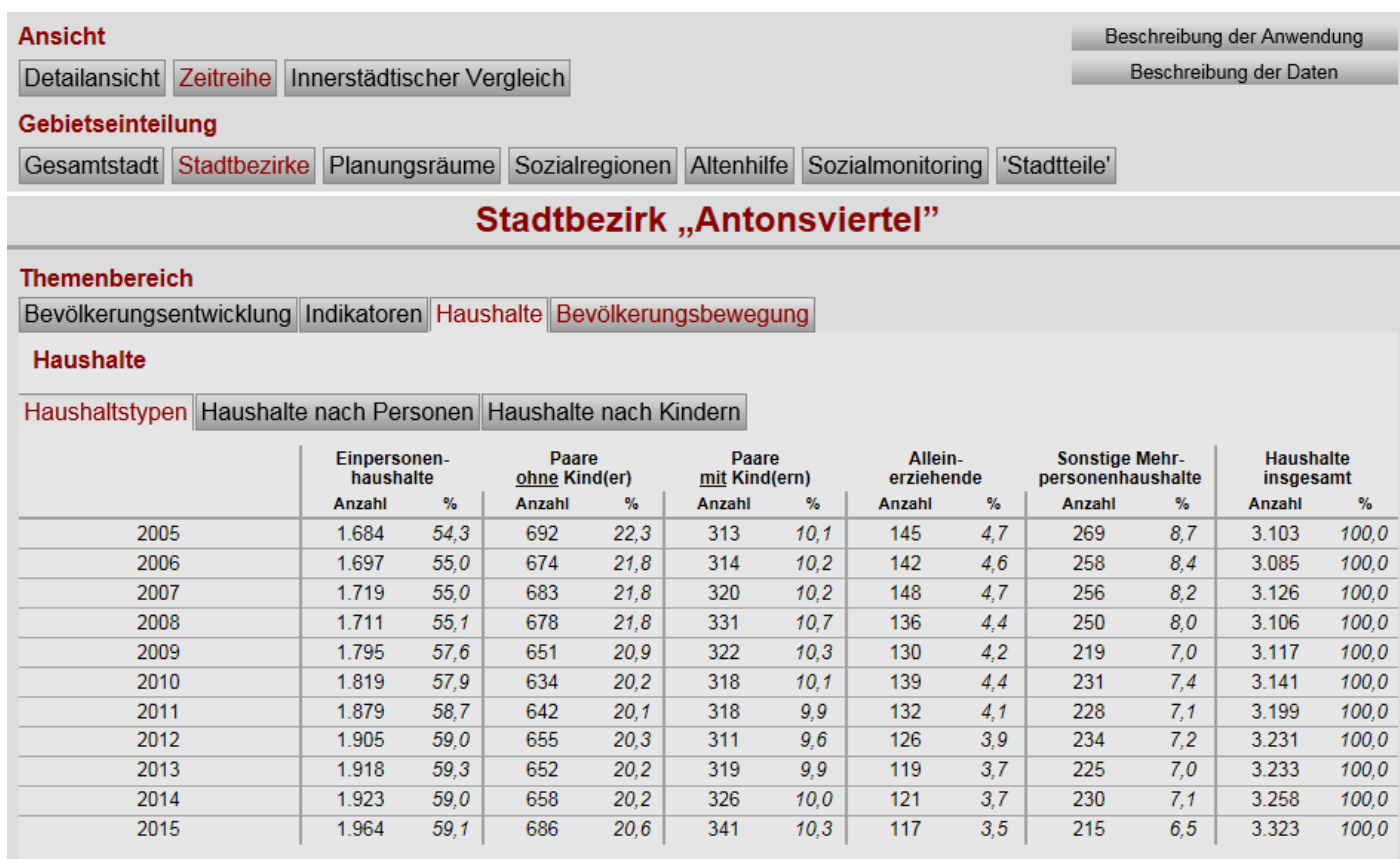 Ansicht
Beschreibung der Anwendung
Detailansicht Zeitreihe Innerstädtischer Vergleich
Beschreibung der Daten
Gebietseinteilung
Gesamtstadt Stadtbezirke Planungsräume Sozialregionen Altenhilfe Sozialmonitoring 'Stadtteile'
Stadtbezirk „Antonsviertel”
Themenbereich
Bevölkerungsentwicklung Indikatoren Haushalte Bevölkerungsbewegung
Haushalte
Haushaltstypen Haushalte nach Personen Haushalte nach Kindern
Einpersonen- Paare Paare Allein- Sonstige Mehr- Haushalte
haushalte ohne Kind(er) mit Kind(ern) erziehende personenhaushalte insgesamt
Anzahl % Anzahl % Anzahl % Anzahl % Anzahl % Anzahl %
2005 1.684 54,3 692 22,3 313 10,1 145 4,7 269 8,7 3.103 100,0
2006 1.697 55,0 674 21,8 314 10,2 142 4,6 258 8,4 3.085 100,0
2007 1.719 55,0 683 21,8 320 10,2 148 4,7 256 8,2 3.126 100,0
2008 1.711 55,1 678 21,8 331 10,7 136 4,4 250 8,0 3.106 100,0
2009 1.795 57,6 651 20,9 322 10,3 130 4,2 219 7,0 3.117 100,0
2010 1.819 57,9 634 20,2 318 10,1 139 4,4 231 7,4 3.141 100,0
2011 1.879 58,7 642 20,1 318 9,9 132 4,1 228 7,1 3.199 100,0
2012 1.905 59,0 655 20,3 311 9,6 126 3,9 234 7,2 3.231 100,0
2013 1.918 59,3 652 20,2 319 9,9 119 3,7 225 7,0 3.233 100,0
2014 1.923 59,0 658 20,2 326 10,0 121 3,7 230 7,1 3.258 100,0
2015 1.964 59,1 686 20,6 341 10,3 117 3,5 215 6,5 3.323 100,0